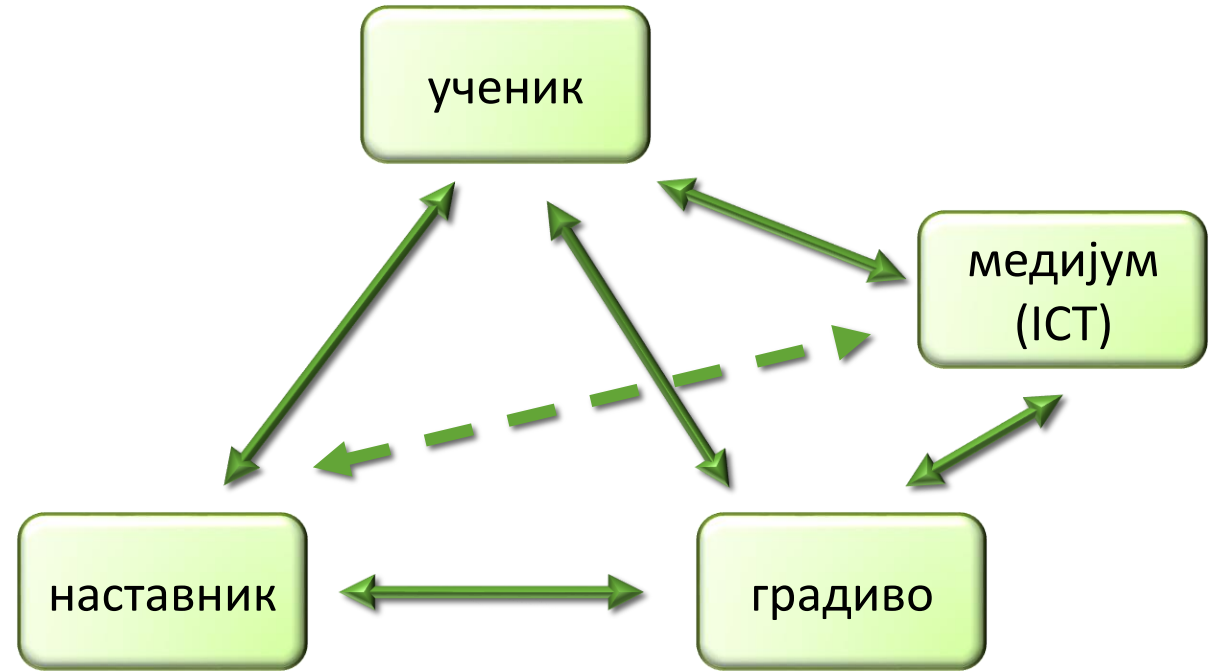 ученик
медијум
(ICT)
наставник
градиво